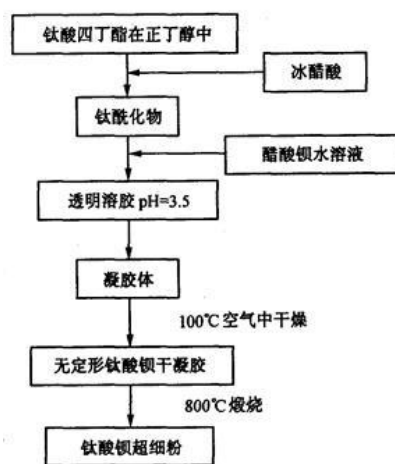 钛酸四丁酯在正丁醇中
冰醋酸
钛酰化物
醋酸钡水溶液
透明溶胶 pH=3.5
凝胶体
100℃空气中干燥
无定形钛酸钡干凝胶
800℃煅烧
钛酸钡超细粉